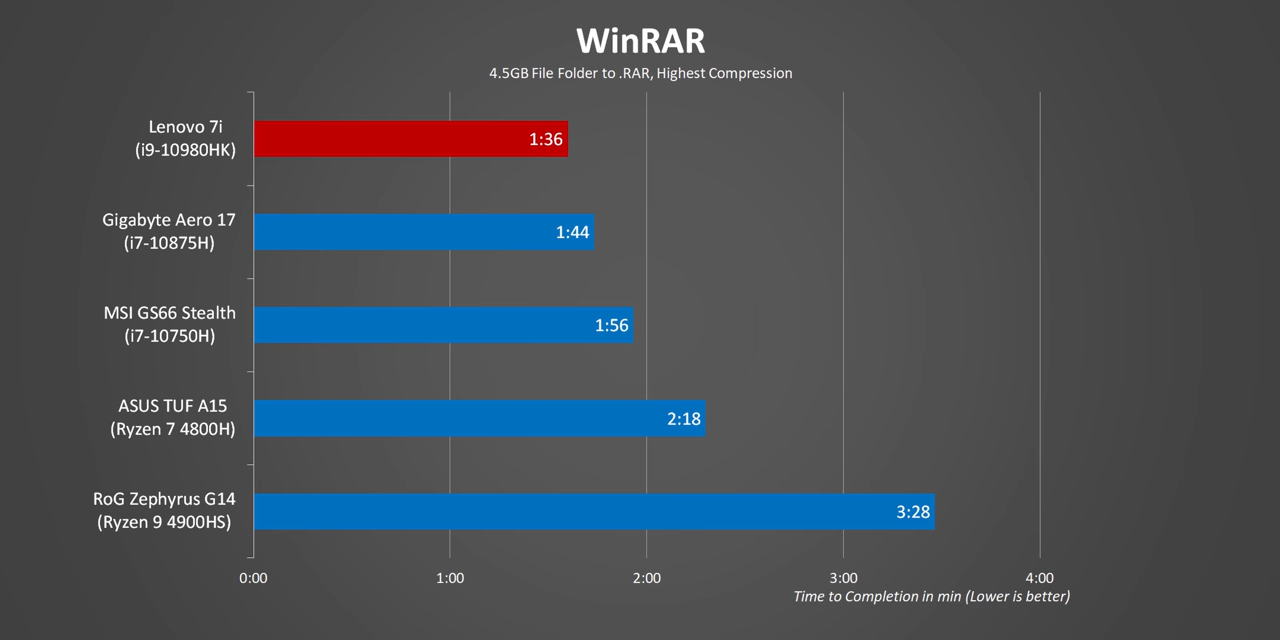 WinRAR
4.5GB File Folder to .RAR, Highest Compression
Lenovo 7i
(i9-10980HK)
1:36
Gigabyte Aero 17
(i7-10875H)
1:44
MSI GS66 Stealth
(i7-10750H)
1:56
ASUS TUF A15
(Ryzen 7 4800H)
2:18
RoG Zephyrus G14
(Ryzen 9 4900HS)
3:28
0:00 1:00 2:00 3:00 4:00
Time to Completion in min (Lower is better)